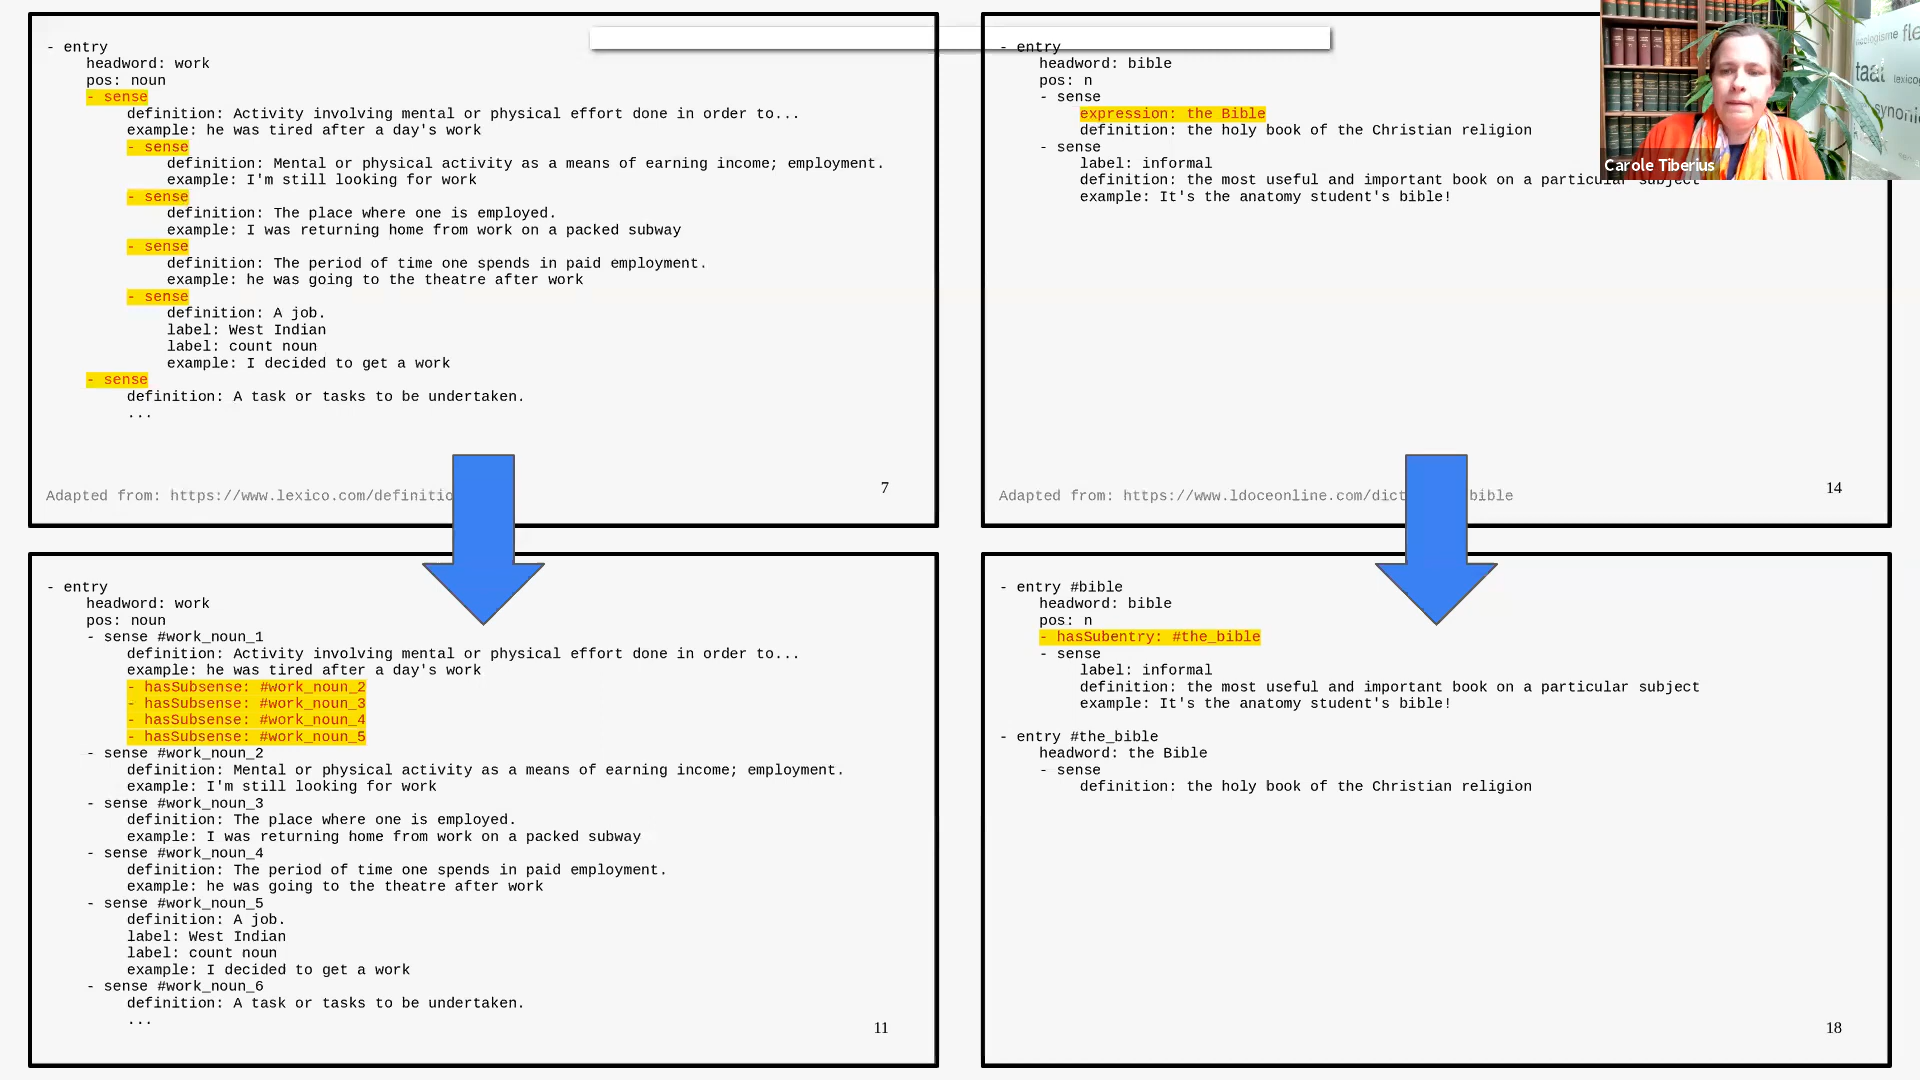 - entry
headword: work
pos: noun
- sense
definition: Activity involving mental or physical effort done in order to...
example: he was tired after a day's work
- sense
definition: Mental or physical activity as a means of earning income; employment.
example: I'm still looking for work
- sense
definition: The place where one is employed.
example: I was returning home from work on a packed subway
- sense
definition: The period of time one spends in paid employment.
example: he was going to the theatre after work
- sense
definition: A job.
label: West Indian
label: count noun
example: I decided to get a work
- sense
definition: A task or tasks to be undertaken.
...
Adapted from: https://www.lexico.com/definitio
7
- entry
headword: bible
pos: n
- sense
expression: the Bible
definition: the holy book of the Christian religion
- sense
label: informal
definition: the most useful and important book on a particular subject
example: It's the anatomy student's bible!
Adapted from: https://www.ldoceonline.com/dict bible
14
taal
Carole Tiberius
- entry
headword: work
pos: noun
- sense #work_noun_1
definition: Activity involving mental or physical effort done in order to...
example: he was tired after a day's work
- hasSubsense: #work_noun_2
- hasSubsense: #work_noun_3
- hasSubsense: #work_noun_4
- hasSubsense: #work_noun_5
- sense #work_noun_2
definition: Mental or physical activity as a means of earning income; employment.
example: I'm still looking for work
- sense #work_noun_3
definition: The place where one is employed.
example: I was returning home from work on a packed subway
- sense #work_noun_4
definition: The period of time one spends in paid employment.
example: he was going to the theatre after work
- sense #work_noun_5
definition: A job.
label: West Indian
label: count noun
example: I decided to get a work
- sense #work_noun_6
definition: A task or tasks to be undertaken.
...
11
- entry #bible
headword: bible
pos: n
- hasSubentry: #the_bible
- sense
label: informal
definition: the most useful and important book on a particular subject
example: It's the anatomy student's bible!
- entry #the_bible
headword: the Bible
- sense
definition: the holy book of the Christian religion
18